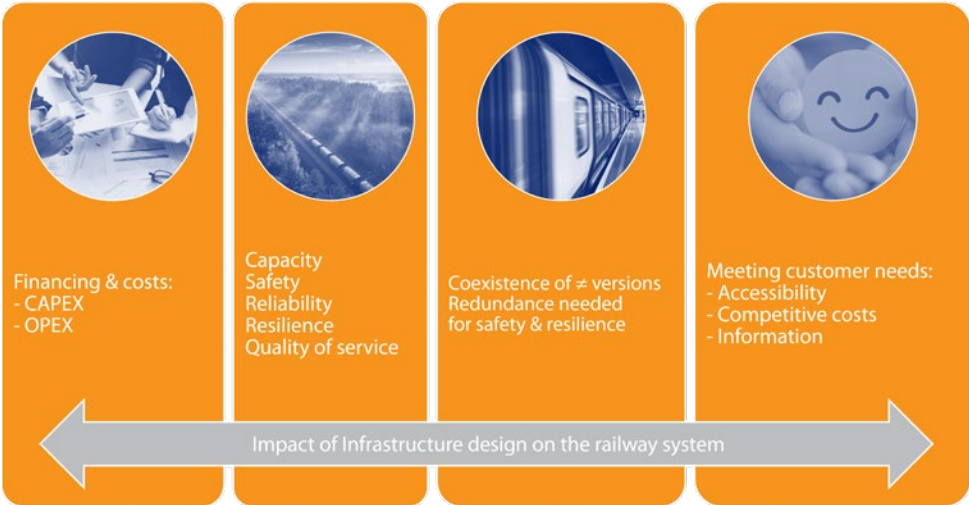 Financing & costs:
- CAPEX
- OPEX
Capacity
Safety
Reliability
Resilience
Quality of service
Coexistence of ≠ versions
Redundance needed
for safety & resilience
Meeting customer needs:
- Accessibility
- Competitive costs
- Information
Impact of Infrastructure design on the railway system